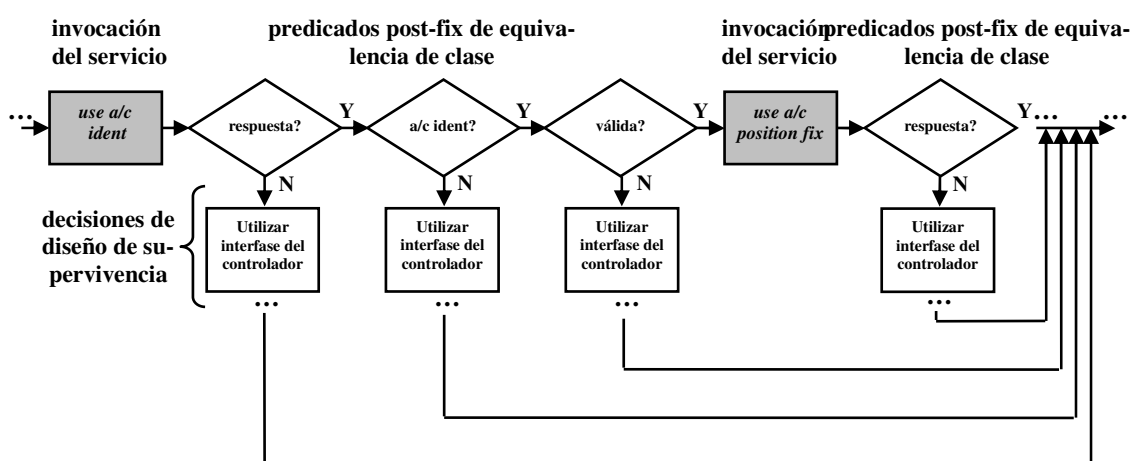 invocación
del servicio
predicados post-fix de equiva-
lencia de clase
invocación
del servicio
predicados post-fix de equiva-
lencia de clase
...
use a/c
ident
respuesta?
Y
a/c ident?
Y
válida?
Y
use a/c
position fix
respuesta?
Y...
...
N
N
N
N
decisiones de
diseño de su-
pervivencia
Utilizar
interfase del
controlador
...
Utilizar
interfase del
controlador
...
Utilizar
interfase del
controlador
...
Utilizar
interfase del
controlador
...